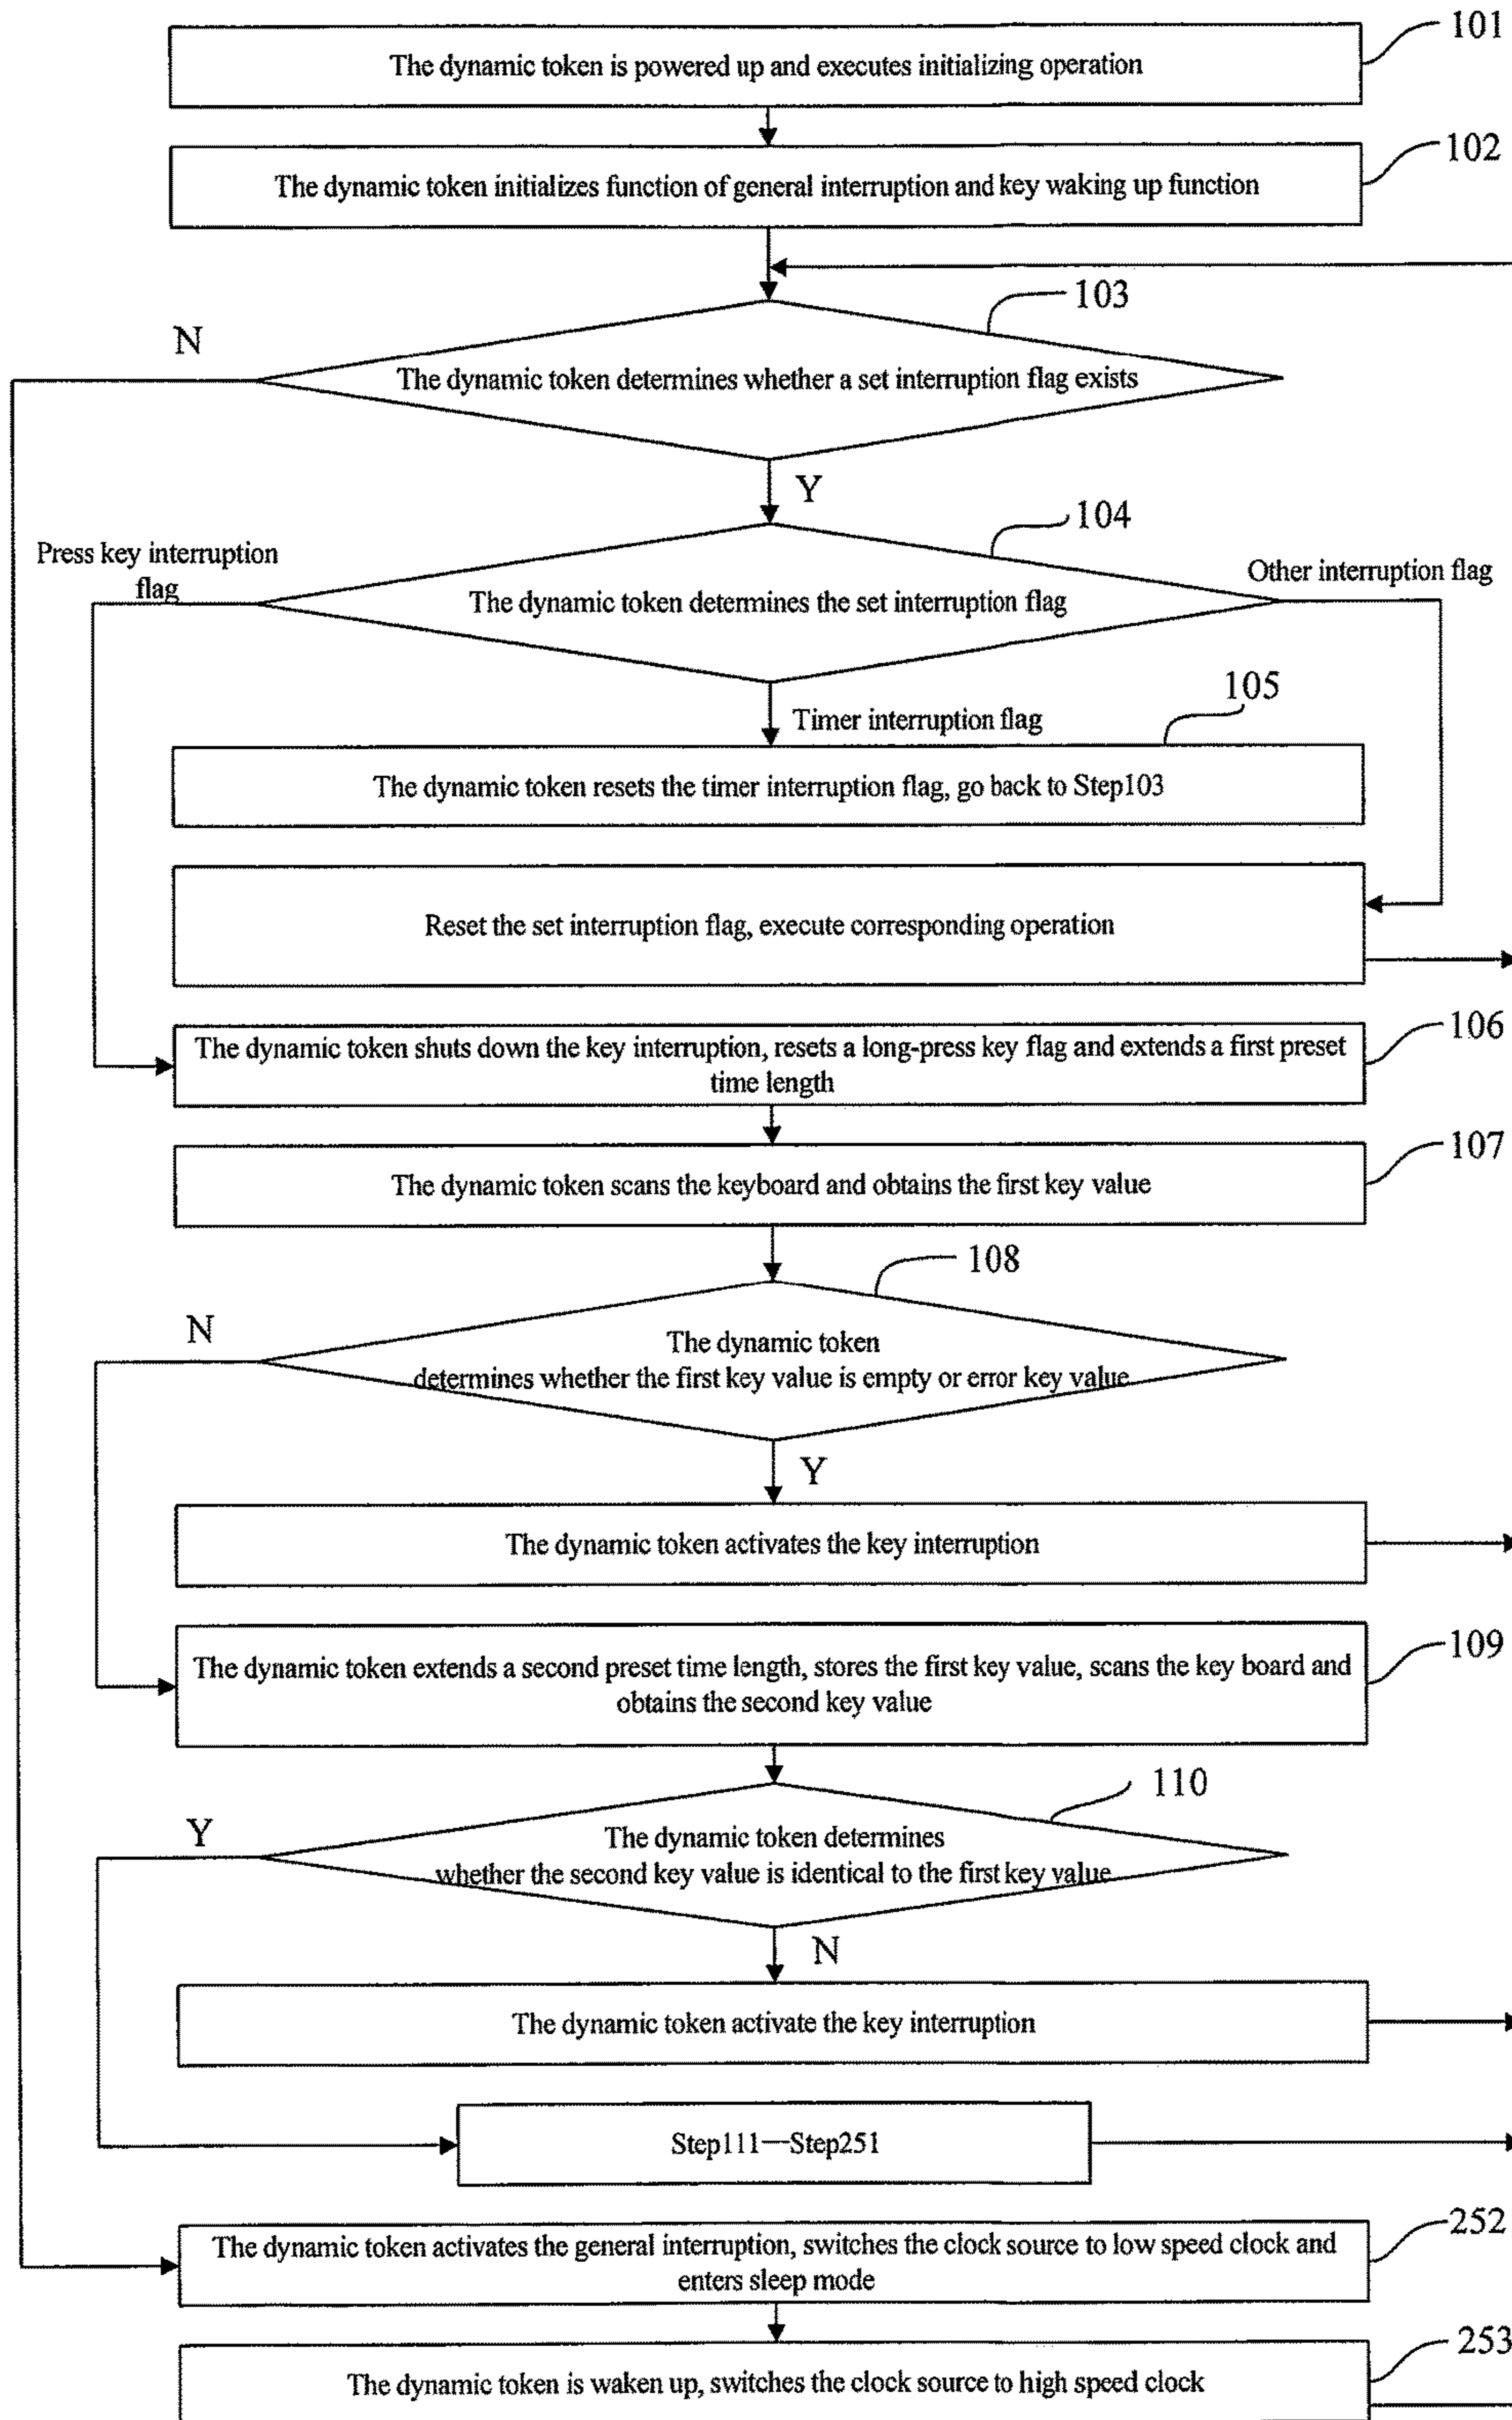 101
The dynamic token is powered up and executes initializing operation
102
The dynamic token initializes function of general interruption and key waking up function
103
N
The dynamic token determines whether a set interruption flag exists
Y
104
Press key interruption
flag
Other interruption flag
The dynamic token determines the set interruption flag
105
Timer interruption flag
The dynamic token resets the timer interruption flag, go back to Step103
Reset the set interruption flag, execute corresponding operation
106
The dynamic token shuts down the key interruption, resets a long-press key flag and extends a first preset
time length
107
The dynamic token scans the keyboard and obtains the first key value
108
N
The dynamic token
determines whether the first key value is empty or error key value
Y
The dynamic token activates the key interruption
109
The dynamic token extends a second preset time length, stores the first key value, scans the key board and
obtains the second key value
110
Y
The dynamic token determines
whether the second key value is identical to the first key value
N
The dynamic token activate the key interruption
Step111—Step251
252
The dynamic token activates the general interruption, switches the clock source to low speed clock and
enters sleep mode
253
The dynamic token is waken up, switches the clock source to high speed clock